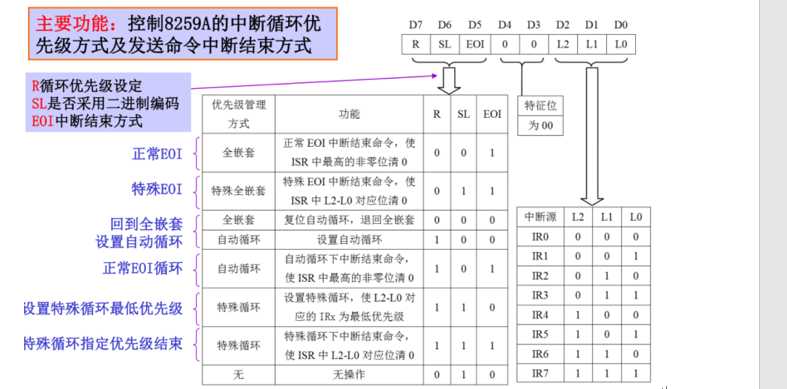 主要功能：控制8259A的中断循环优
先级方式及发送命令中断结束方式
D7 D6 D5 D4 D3 D2 D1 D0
R SL EOI 0 0 L2 L1 L0
R循环优先级设定
SL是否采用二进制编码
EOI中断结束方式
特征位
为 00
优先级管理
方式
功能 R SL EOI
正常EOI
全嵌套
正常 EOI 中断结束命令，使
ISR 中最高的非零位清 0
0 0 1
特殊EOI
特殊全嵌套
特殊 EOI 中断结束命令，使
ISR 中 L2-L0 对应位清 0
0 1 1
回到全嵌套
全嵌套 复位自动循环，退回全嵌套 0 0 0
设置自动循环
自动循环 设置自动循环 1 0 0
正常EOI循环
自动循环
自动循环下中断结束命令，
使 ISR 中最高的非零位清 0
1 0 1
设置特殊循环最低优先级
特殊循环
设置特殊循环，使 L2-L0 对
应的 IRx 为最低优先级
1 1 0
特殊循环指定优先级结束
特殊循环
特殊循环下中断结束命令，
使 ISR 中 L2-L0 对应位清 0
1 1 1
无 无操作 0 1 0
中断源 L2 L1 L0
IR0 0 0 0
IR1 0 0 1
IR2 0 1 0
IR3 0 1 1
IR4 1 0 0
IR5 1 0 1
IR6 1 1 0
IR7 1 1 1